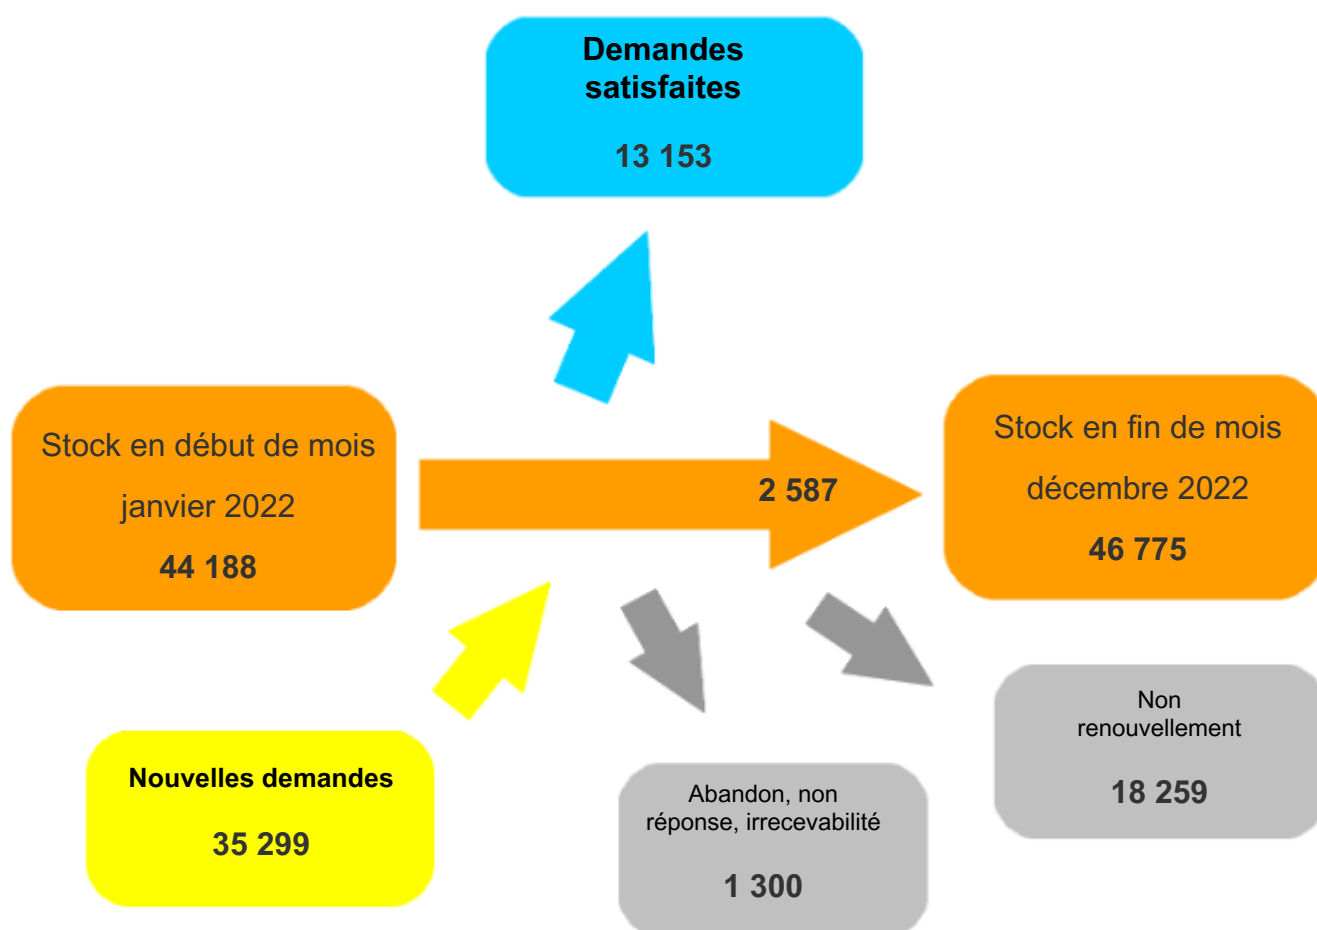 Demandes
satisfaites
13 153
Stock en début de mois
janvier 2022
44 188
2 587
Stock en fin de mois
décembre 2022
46 775
Nouvelles demandes
35 299
Abandon, non
réponse, irrecevabilité
1 300
Non
renouvellement
18 259